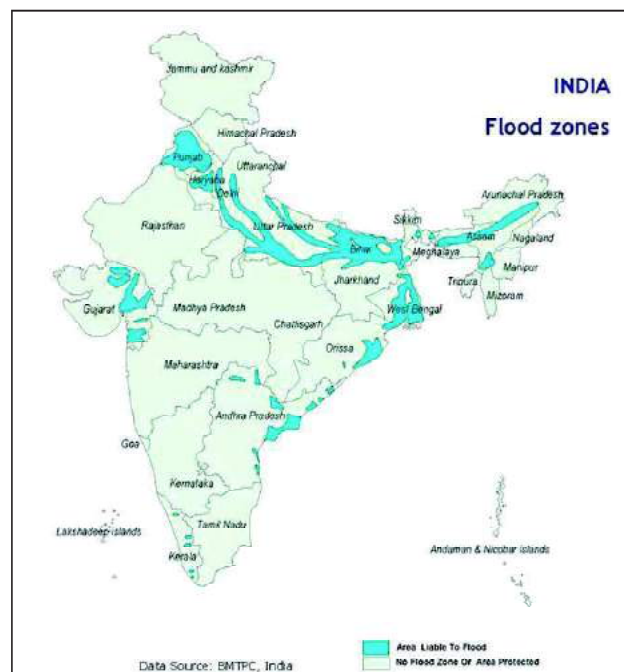 INDIA
Flood zones
Jammu and kashmir
Himachal Pradesh
Punjab
Uttaranchal
Haryana
Delhi
Arunachal Pradesh
Rajasthan
Uttar Pradesh
Sikkim
Assam
Nagaland
Bihar
Meghalaya
Manipur
Jharkhand
Tripura
Mizoram
Gujarat
Madhya Pradesh
West Bengal
Chattisgarh
Orissa
Maharashtra
Andhra Pradesh
Goa
Karnataka
Lakshadeep islands
Tamil Nadu
Andaman & Nicobar islands
Kerala
Area Liable To Flood
No Flood Zone Or Area Protected
Data Source: BMTPC, India